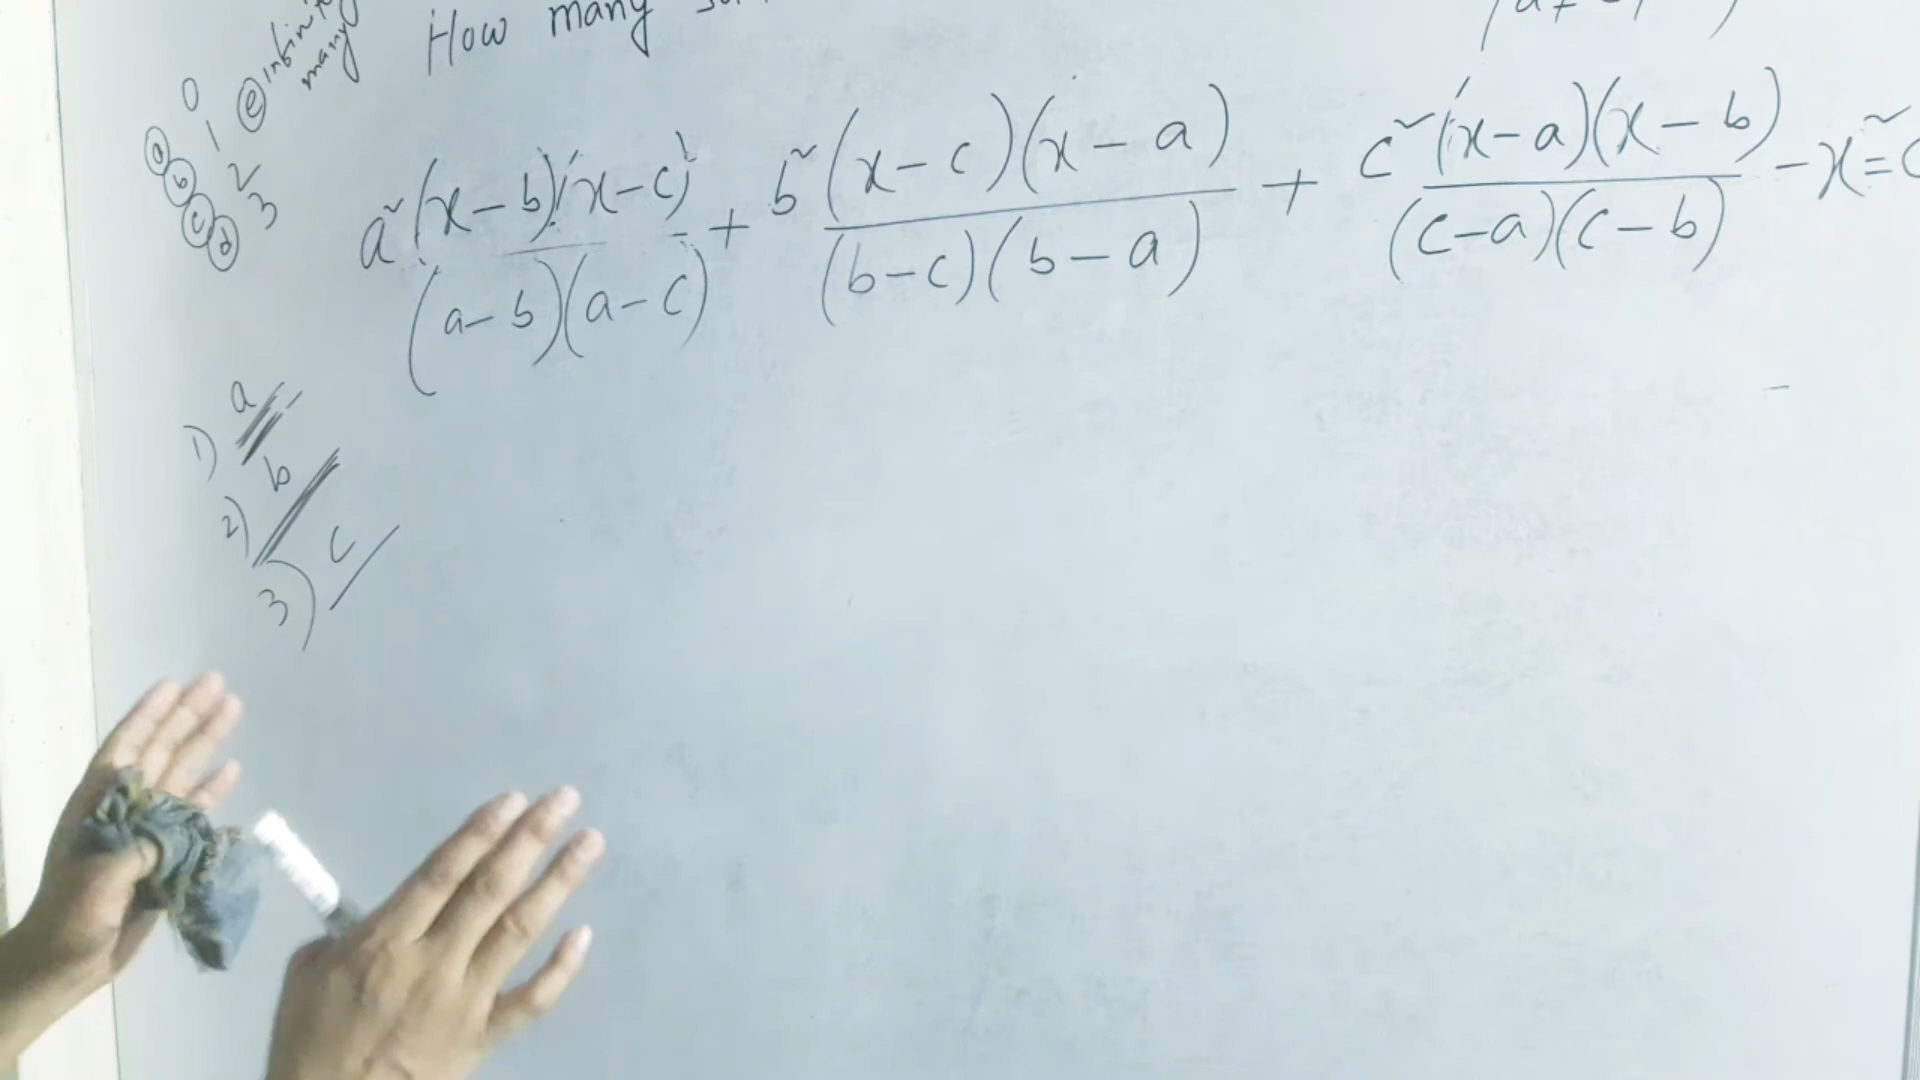 How many
(a ≠
a 0
b 1
c 2
d 3
e infinitely many
a²(x-b)(x-c)/(a-b)(a-c) + b²(x-c)(x-a)/(b-c)(b-a) + c²(x-a)(x-b)/(c-a)(c-b) - x² =
1) a
2) b
3) c